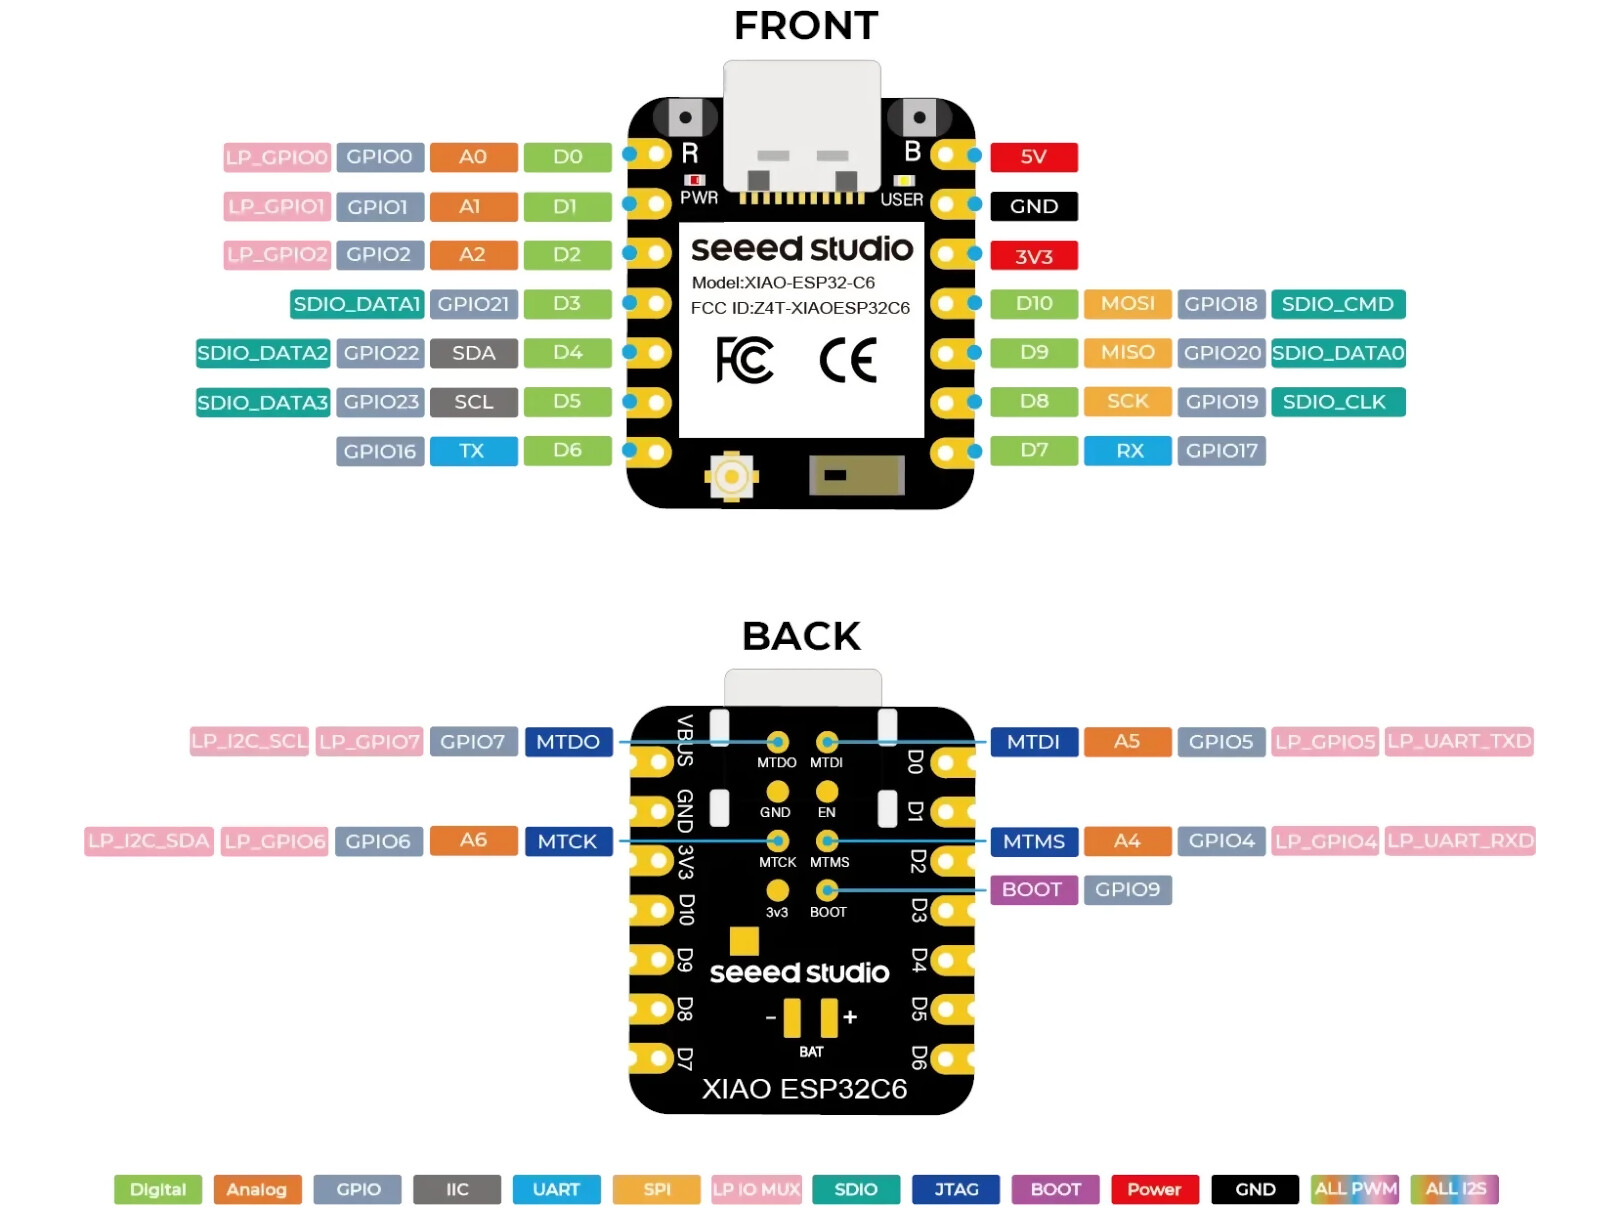 FRONT
R
B
PWR
USER
LP_GPIO0 GPIO0 A0 D0 5V
LP_GPIO1 GPIO1 A1 D1 GND
LP_GPIO2 GPIO2 A2 D2 3V3
SDIO_DATA1 GPIO21 D3 D10 MOSI GPIO18 SDIO_CMD
SDIO_DATA2 GPIO22 SDA D4 D9 MISO GPIO20 SDIO_DATA0
SDIO_DATA3 GPIO23 SCL D5 D8 SCK GPIO19 SDIO_CLK
GPIO16 TX D6 D7 RX GPIO17
seeed studio
Model:XIAO-ESP32-C6
FCC ID:Z4T-XIAOESP32C6
FC CE
BACK
LP_I2C_SCL LP_GPIO7 GPIO7 MTDO MTDI A5 GPIO5 LP_GPIO5 LP_UART_TXD
LP_I2C_SDA LP_GPIO6 GPIO6 A6 MTCK MTMS A4 GPIO4 LP_GPIO4 LP_UART_RXD
BOOT GPIO9
VBUS
GND
3V3
D10
D9
D8
D7
MTDO MTDI
GND EN
MTCK MTMS
3v3 BOOT
D0
D1
D2
D3
D4
D5
D6
seeed studio
- +
BAT
XIAO ESP32C6
Digital Analog GPIO IIC UART SPI LP IO MUX SDIO JTAG BOOT Power GND ALL PWM ALL I2S